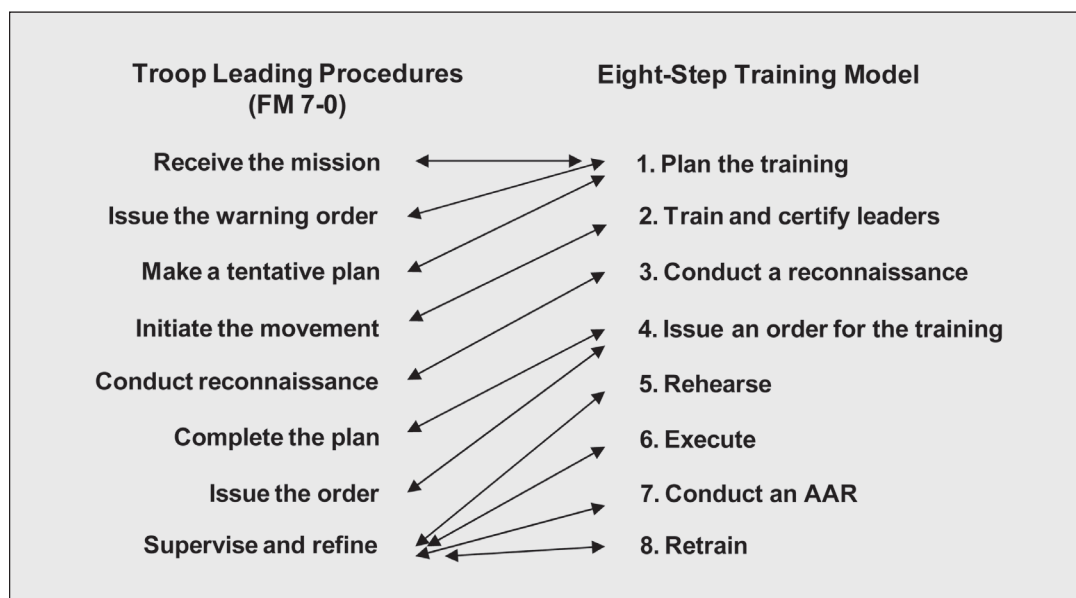 Troop Leading Procedures
(FM 7-0)
Eight-Step Training Model
Receive the mission
Issue the warning order
Make a tentative plan
Initiate the movement
Conduct reconnaissance
Complete the plan
Issue the order
Supervise and refine
1. Plan the training
2. Train and certify leaders
3. Conduct a reconnaissance
4. Issue an order for the training
5. Rehearse
6. Execute
7. Conduct an AAR
8. Retrain